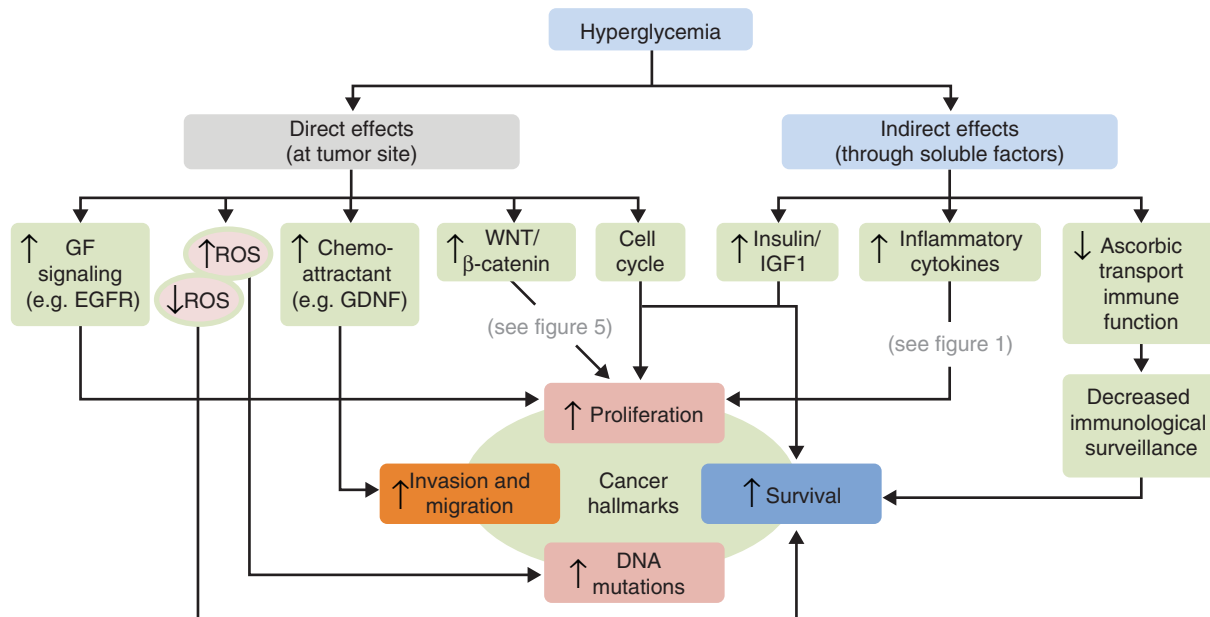 Hyperglycemia
Direct effects
(at tumor site)
Indirect effects
(through soluble factors)
↑ GF
signaling
(e.g. EGFR)
↑ROS
↓ROS
↑ Chemo-
attractant
(e.g. GDNF)
↑ WNT/
β-catenin
Cell
cycle
↑ Insulin/
IGF1
↑ Inflammatory
cytokines
↓ Ascorbic
transport
immune
function
(see figure 5)
(see figure 1)
↑ Proliferation
Decreased
immunological
surveillance
↑ Invasion and
migration
Cancer
hallmarks
↑ Survival
↑ DNA
mutations